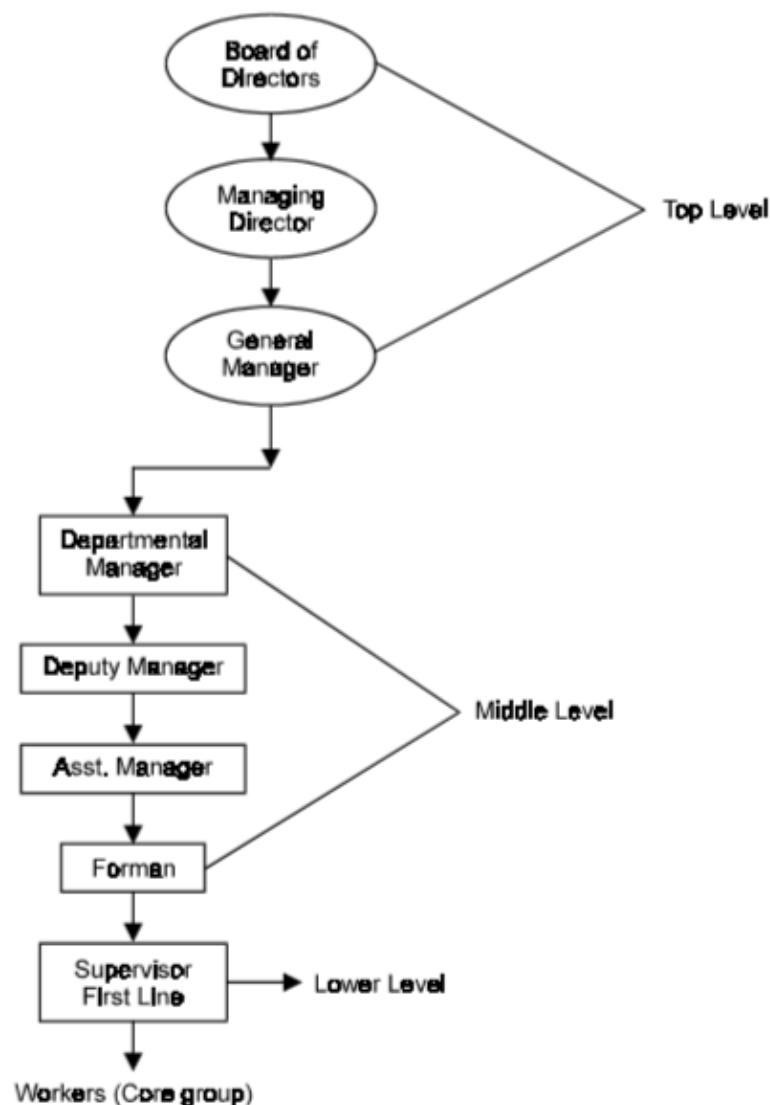 Board of
Directors
Managing
Director
Top Level
General
Manager
Departmental
Manager
Deputy Manager
Middle Level
Asst. Manager
Forman
Supervisor
First Line
Lower Level
Workers (Core group)